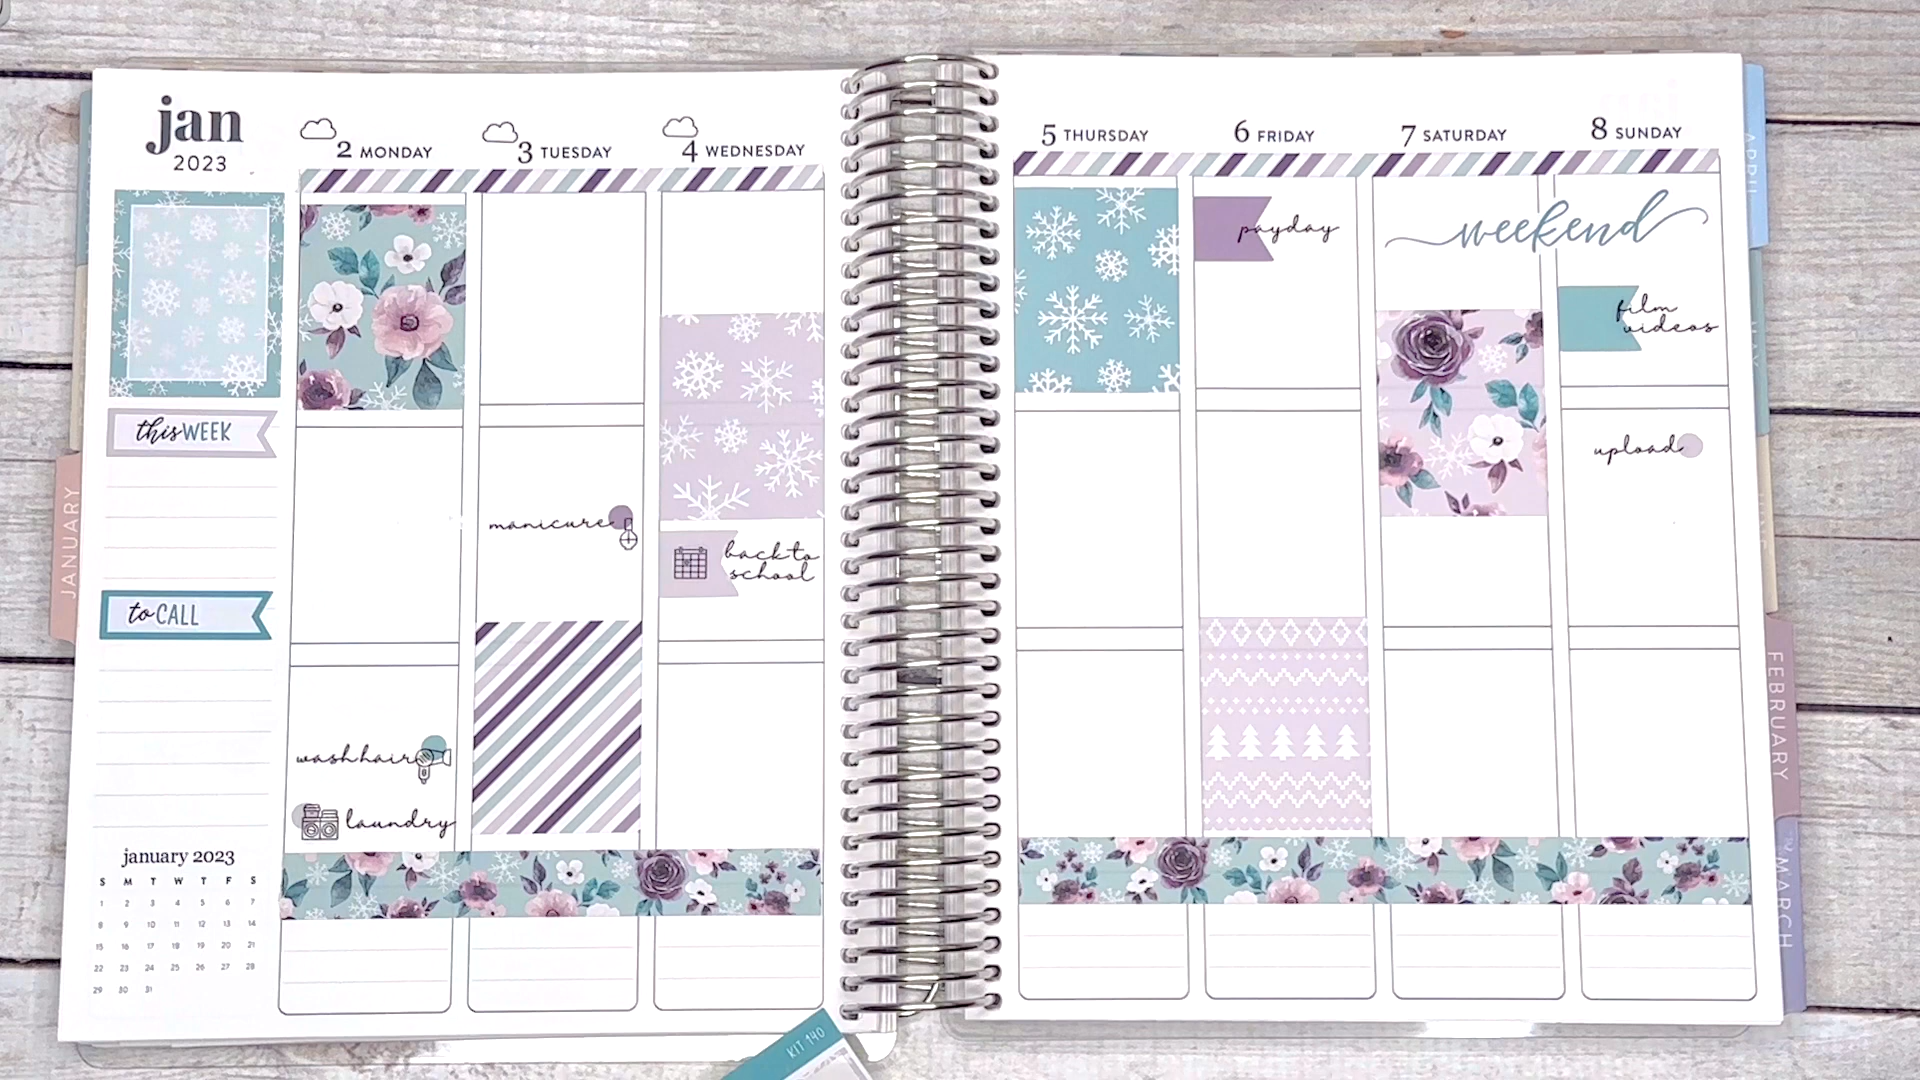 jan
2023
2 MONDAY
3 TUESDAY
4 WEDNESDAY
5 THURSDAY
6 FRIDAY
7 SATURDAY
8 SUNDAY
payday
weekend
film
videos
this WEEK
upload
manicure
back to
school
to CALL
wash hair
laundry
january 2023
S M T W T F S
1 2 3 4 5 6 7
8 9 10 11 12 13 14
15 16 17 18 19 20 21
22 23 24 25 26 27 28
29 30 31
JANUARY
APRIL
FEBRUARY
MARCH
KIT 140